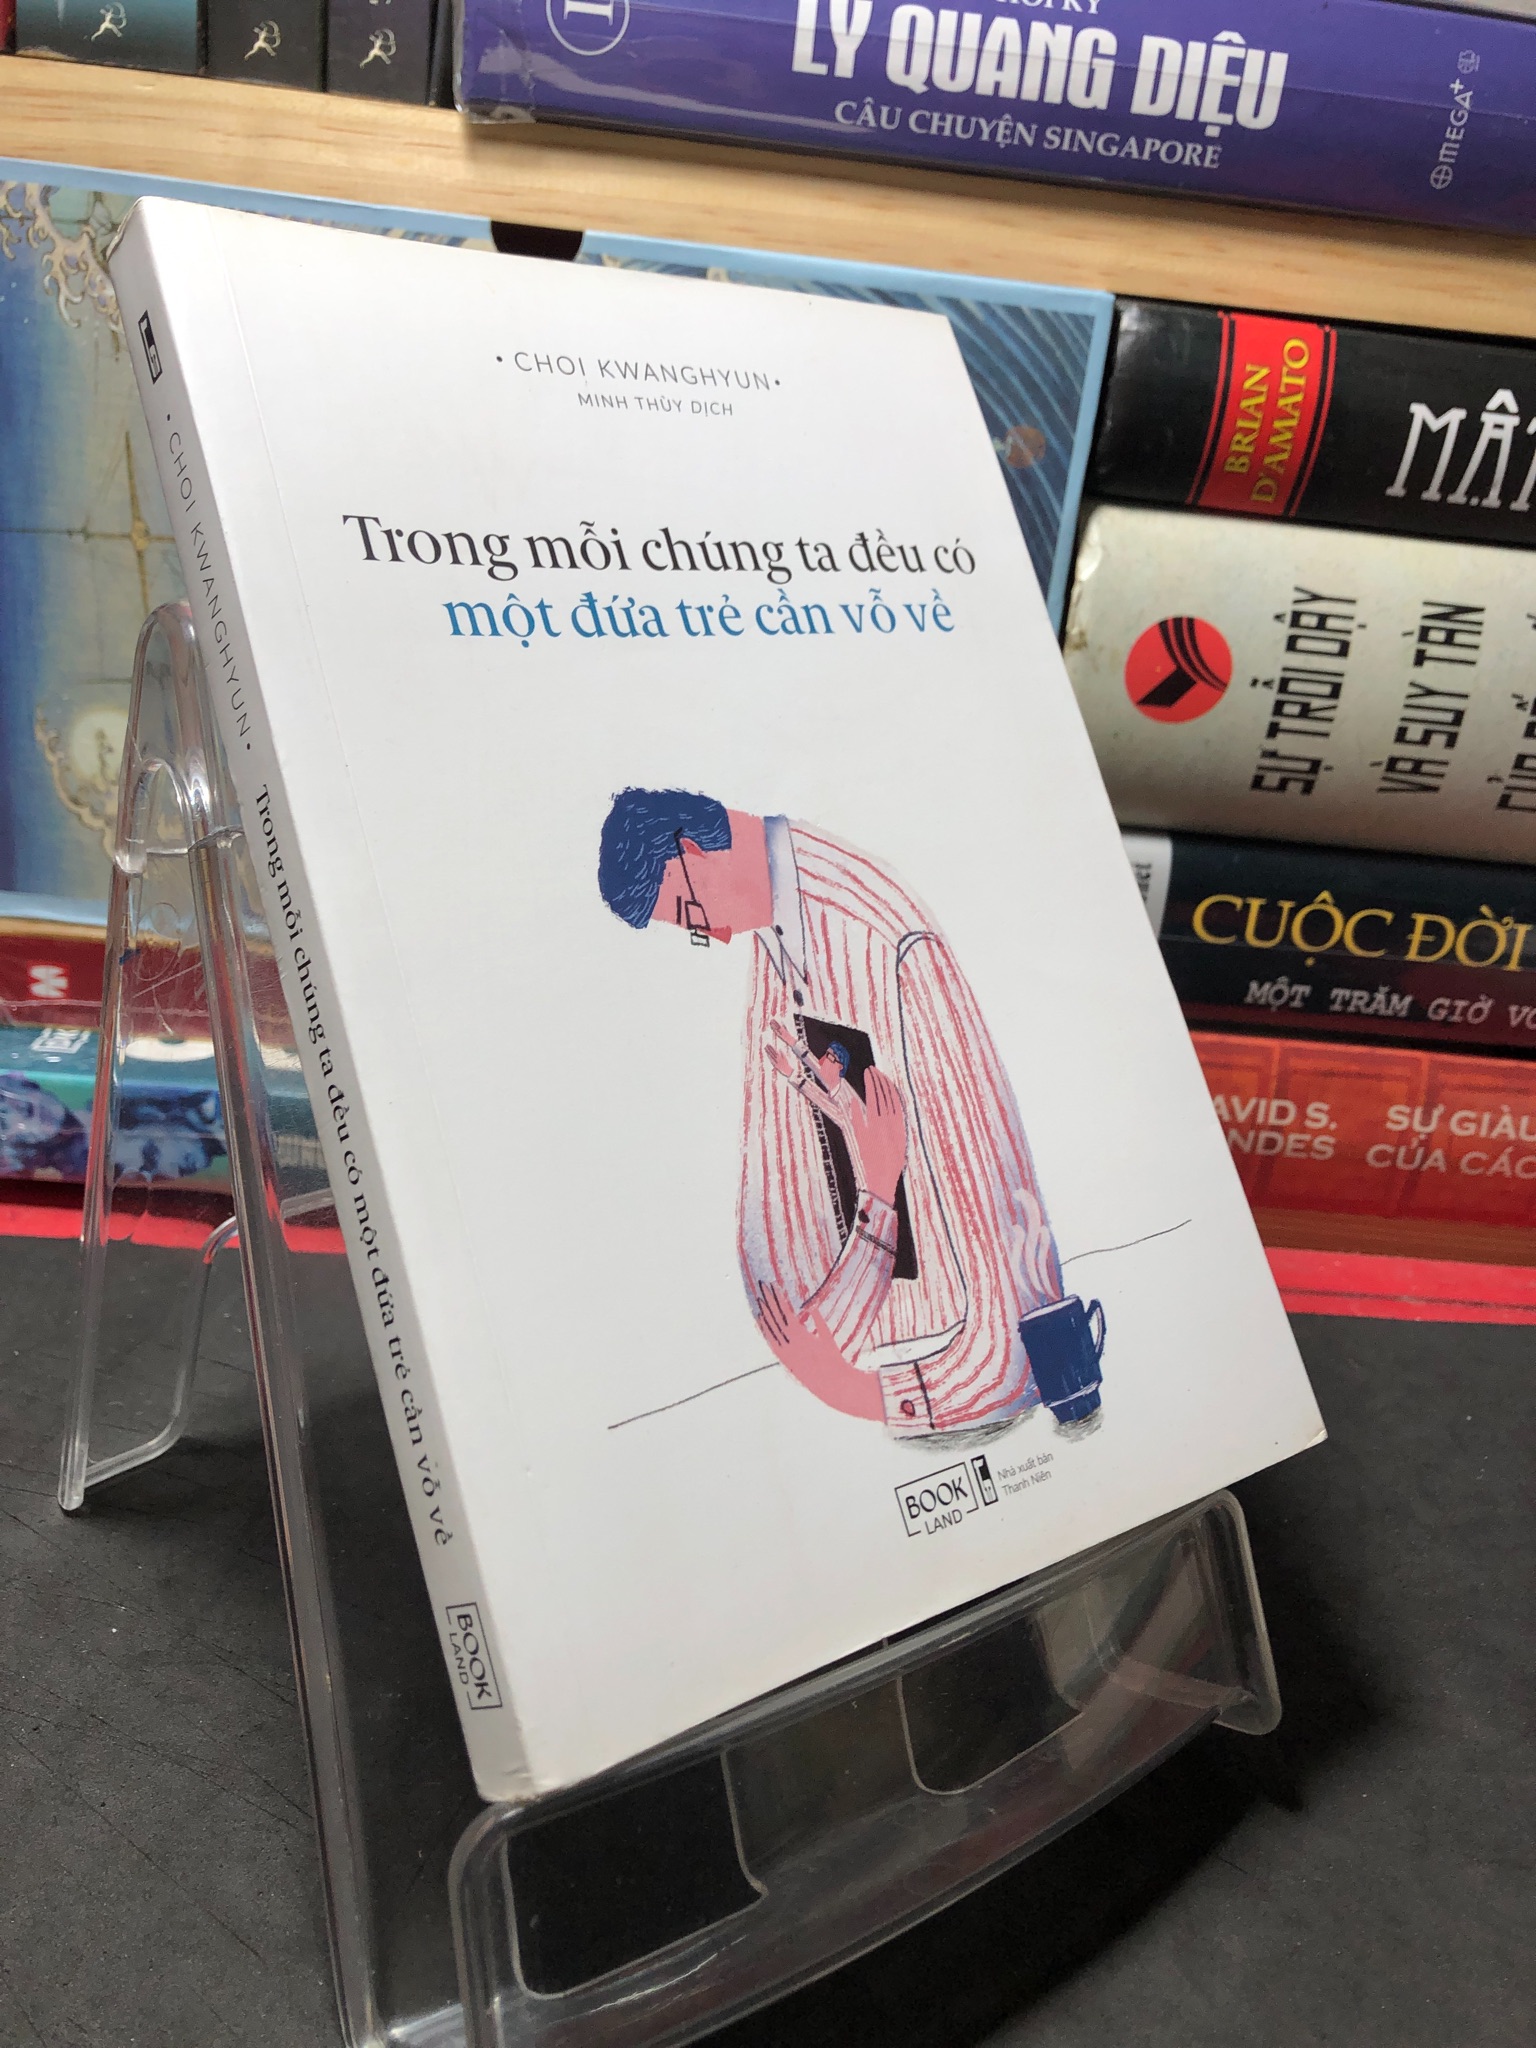 LÝ QUANG DIỆU
CÂU CHUYỆN SINGAPORE
OMEGA+
• CHOI KWANGHYUN •
MINH THÙY DỊCH
Trong mỗi chúng ta đều có
một đứa trẻ cần vỗ về
BOOK
LAND
Nhà xuất bản
Thanh Niên
• CHOI KWANGHYUN • Trong mỗi chúng ta đều có một đứa trẻ cần vỗ về
BOOK
LAND
BRIAN
D'AMATO
SỰ TRỖI DẬY
VÀ SUY TÀN
CUỘC ĐỜI
MỘT TRĂM GIỜ
AVID S.
NDES
SỰ GIÀU
CỦA CÁC